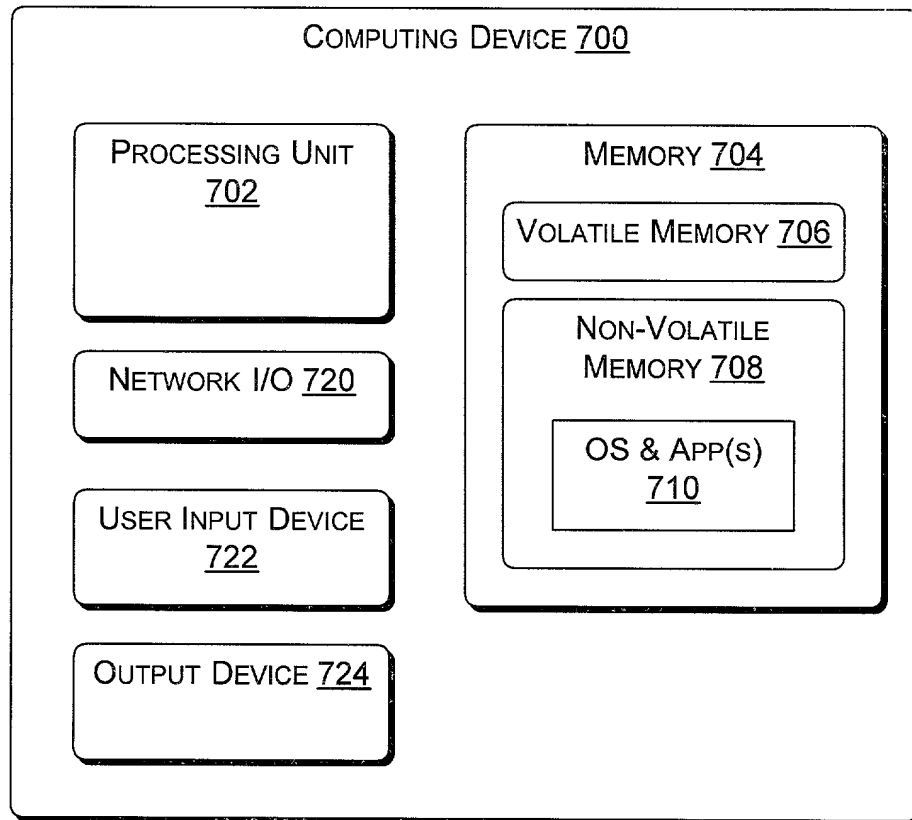 COMPUTING DEVICE 700
PROCESSING UNIT
702
NETWORK I/O 720
USER INPUT DEVICE
722
OUTPUT DEVICE 724
MEMORY 704
VOLATILE MEMORY 706
NON-VOLATILE
MEMORY 708
OS & APP(S)
710